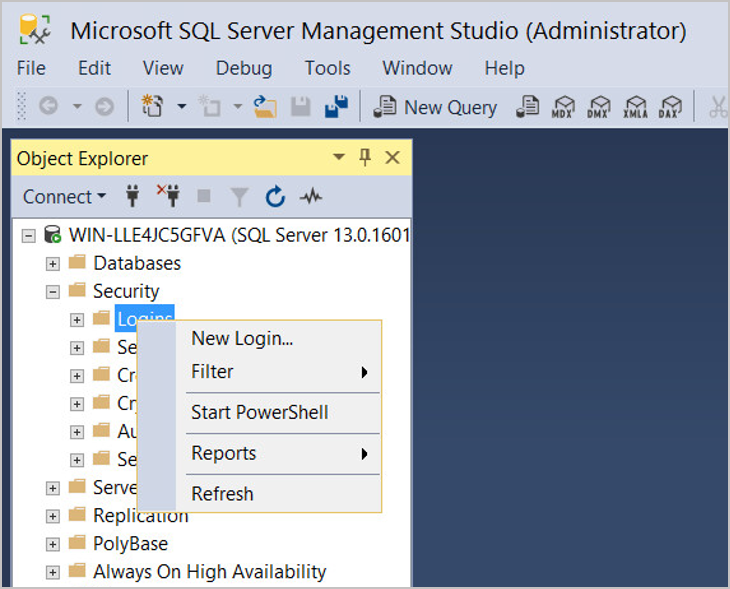 Microsoft SQL Server Management Studio (Administrator)
File Edit View Debug Tools Window Help
New Query MDX DMX XMLA DAX
Object Explorer
Connect
WIN-LLE4JC5GFVA (SQL Server 13.0.1601
Databases
Security
Logins
New Login...
Se
Filter
Cr
Cr
Start PowerShell
Au
Reports
Se
Serve
Refresh
Replication
PolyBase
Always On High Availability